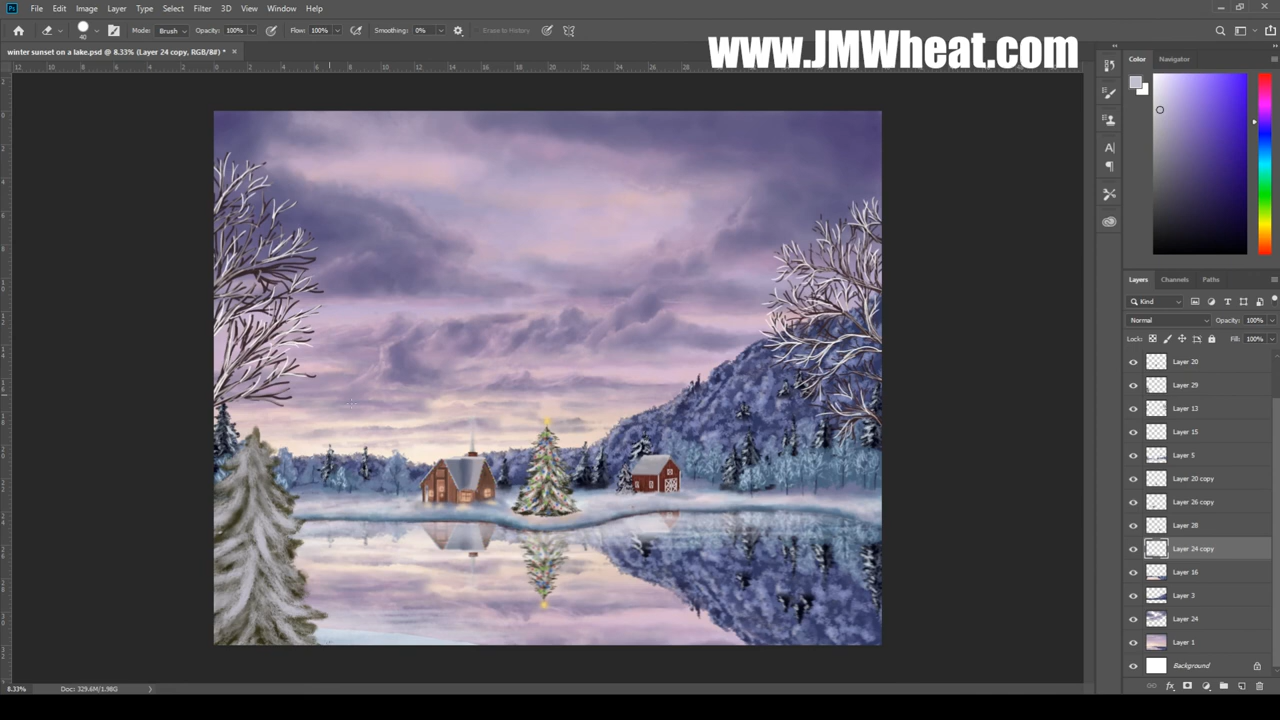 File Edit Image Layer Type Select Filter 3D View Window Help
40 Mode: Brush Opacity: 100% Flow: 100% Smoothing: 0% Erase to History
winter sunset on a lake.psd @ 8.33% (Layer 24 copy, RGB/8#) *
www.JMWheat.com
Color Navigator
Layers Channels Paths
Kind
Normal Opacity: 100%
Lock: Fill: 100%
Layer 20
Layer 29
Layer 13
Layer 15
Layer 5
Layer 20 copy
Layer 26 copy
Layer 28
Layer 24 copy
Layer 16
Layer 3
Layer 24
Layer 1
Background
8.33% Doc: 329.6M/1.98G